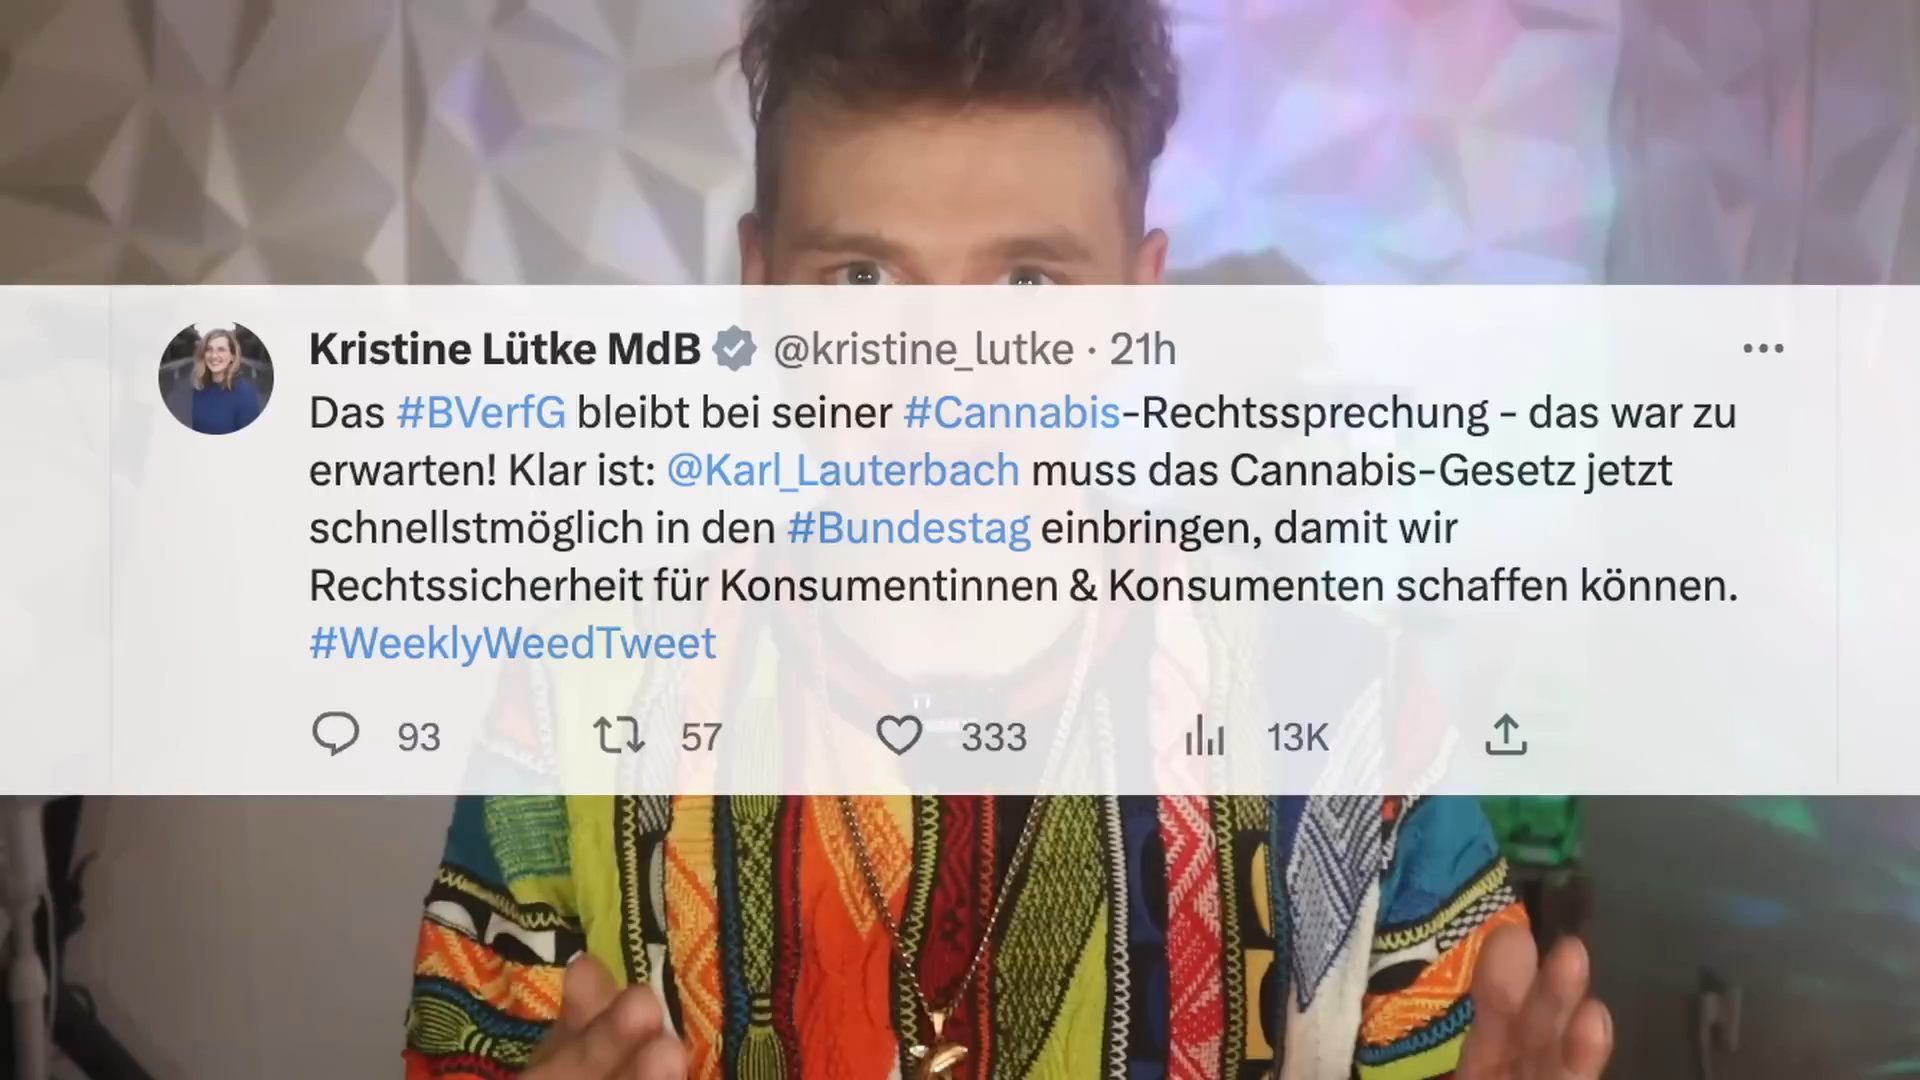 Kristine Lütke MdB @kristine_lutke · 21h
Das #BVerfG bleibt bei seiner #Cannabis-Rechtssprechung - das war zu
erwarten! Klar ist: @Karl_Lauterbach muss das Cannabis-Gesetz jetzt
schnellstmöglich in den #Bundestag einbringen, damit wir
Rechtssicherheit für Konsumentinnen & Konsumenten schaffen können.
#WeeklyWeedTweet
93 57 333 13K